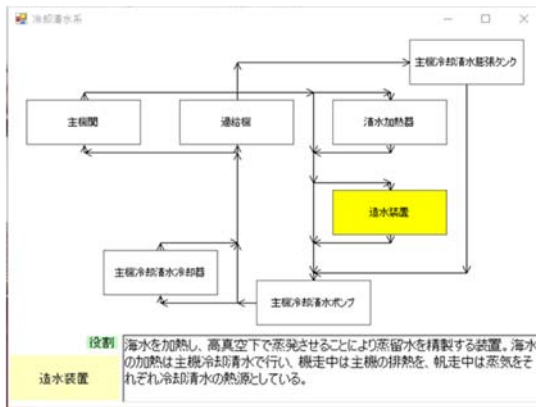 冷却清水系
主機冷却清水膨張タンク
主機関
過給機
清水加熱器
造水装置
主機冷却清水冷却器
主機冷却清水ポンプ
役割
海水を加熱し、高真空下で蒸発させることにより蒸留水を精製する装置。海水
の加熱は主機冷却清水で行い、機走中は主機の排熱を、帆走中は蒸気をそ
れぞれ冷却清水の熱源としている。
造水装置